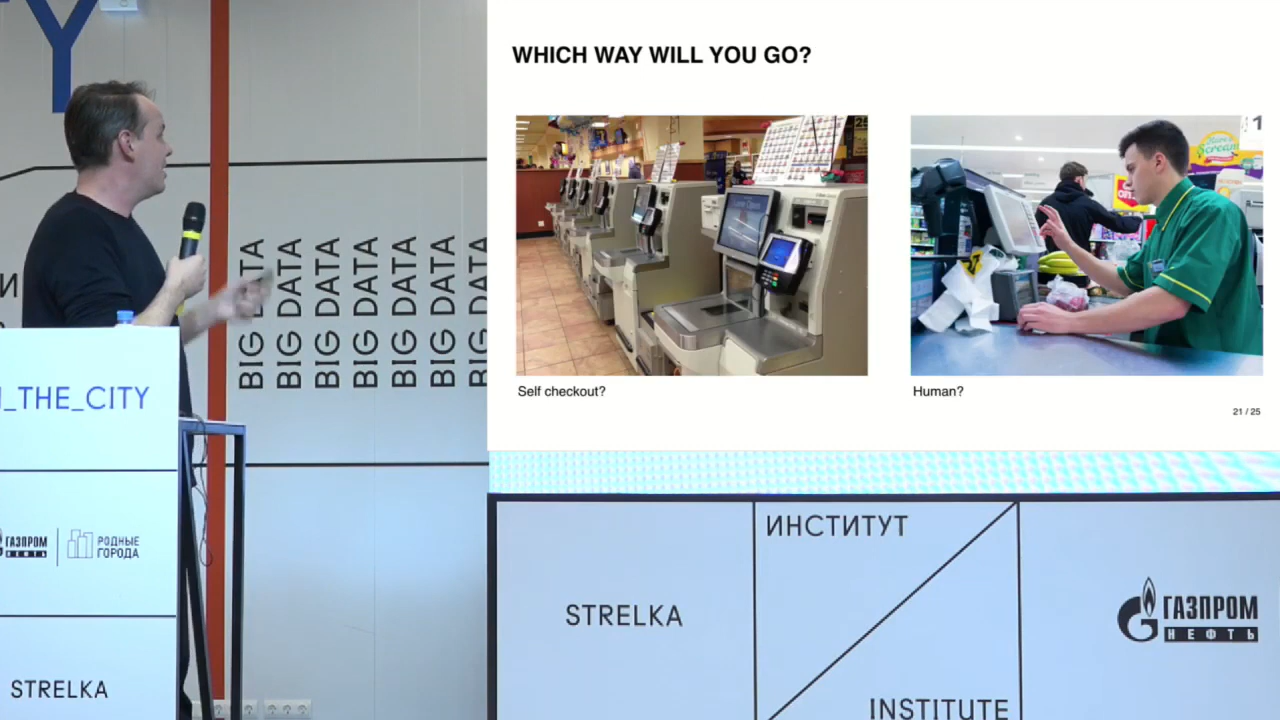 Y
WHICH WAY WILL YOU GO?
1
Self checkout?
Human?
21 / 25
BIG DATA
BIG DATA
BIG DATA
BIG DATA
BIG DATA
BIG DATA
BIG DATA
И
_THE_CITY
ГАЗПРОМ
НЕФТЬ
РОДНЫЕ
ГОРОДА
STRELKA
STRELKA
ИНСТИТУТ
INSTITUTE
ГАЗПРОМ
НЕФТЬ